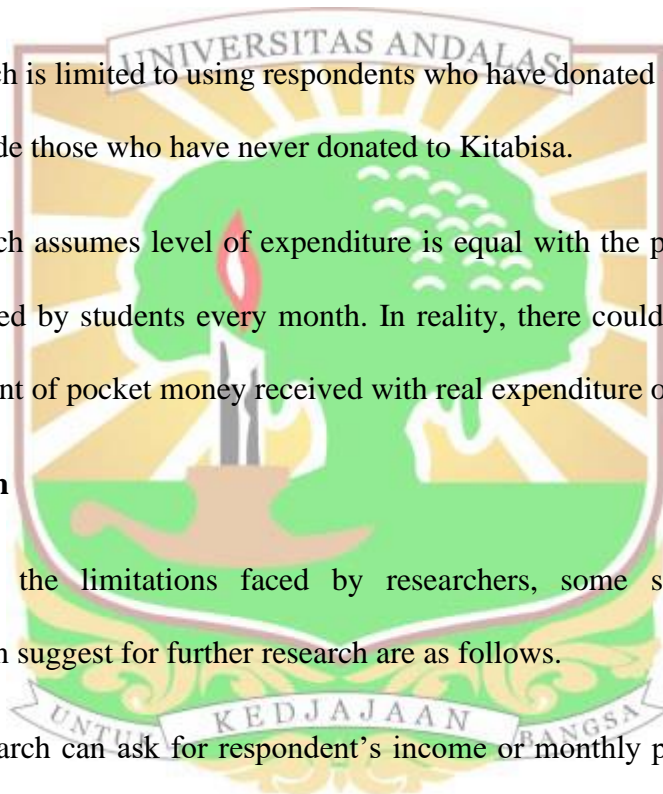 UNIVERSITAS ANDALAS
ch is limited to using respondents who have donated
de those who have never donated to Kitabisa.
ch assumes level of expenditure is equal with the p
ed by students every month. In reality, there could
nt of pocket money received with real expenditure o
n
the limitations faced by researchers, some s
n suggest for further research are as follows.
UNTUK KEDJAJAAN BANGSA
arch can ask for respondent's income or monthly p